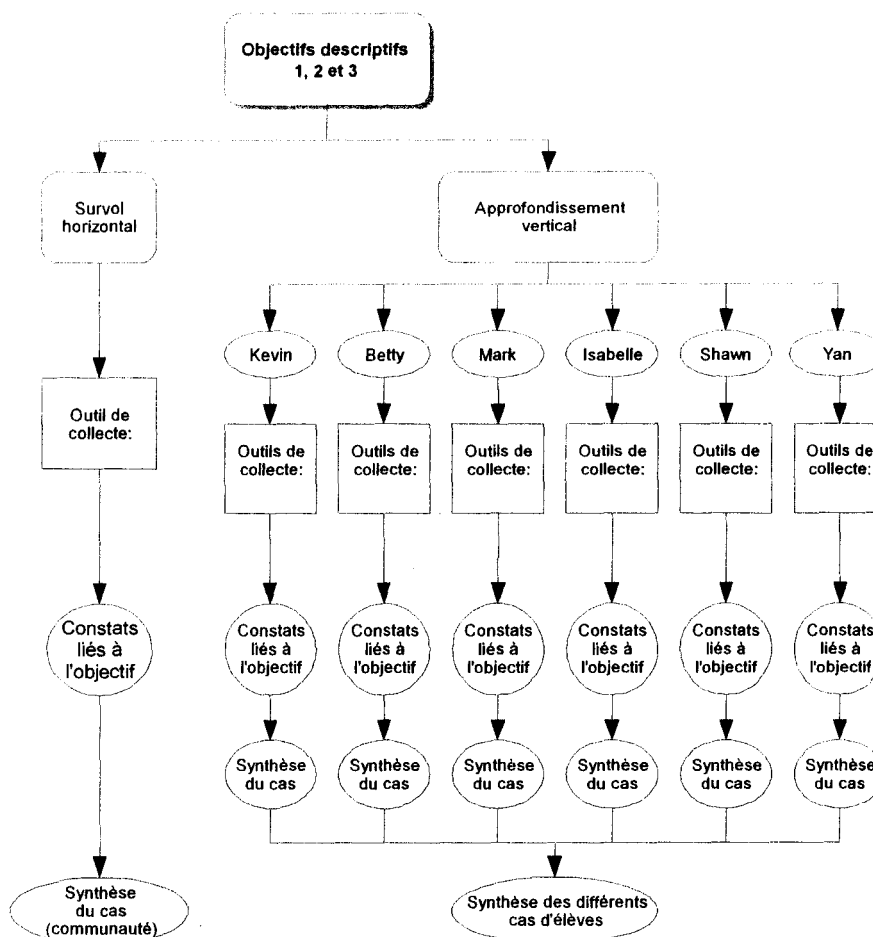 Objectifs descriptifs
1, 2 et 3
Survol
horizontal
Approfondissement
vertical
Kevin
Betty
Mark
Isabelle
Shawn
Yan
Outil de
collecte:
Outils de
collecte:
Outils de
collecte:
Outils de
collecte:
Outils de
collecte:
Outils de
collecte:
Outils de
collecte:
Constats
liés à
l'objectif
Constats
liés à
l'objectif
Constats
liés à
l'objectif
Constats
liés à
l'objectif
Constats
liés à
l'objectif
Constats
liés à
l'objectif
Constats
liés à
l'objectif
Synthèse
du cas
Synthèse
du cas
Synthèse
du cas
Synthèse
du cas
Synthèse
du cas
Synthèse
du cas
Synthèse
du cas
(communauté)
Synthèse des différents
cas d'élèves